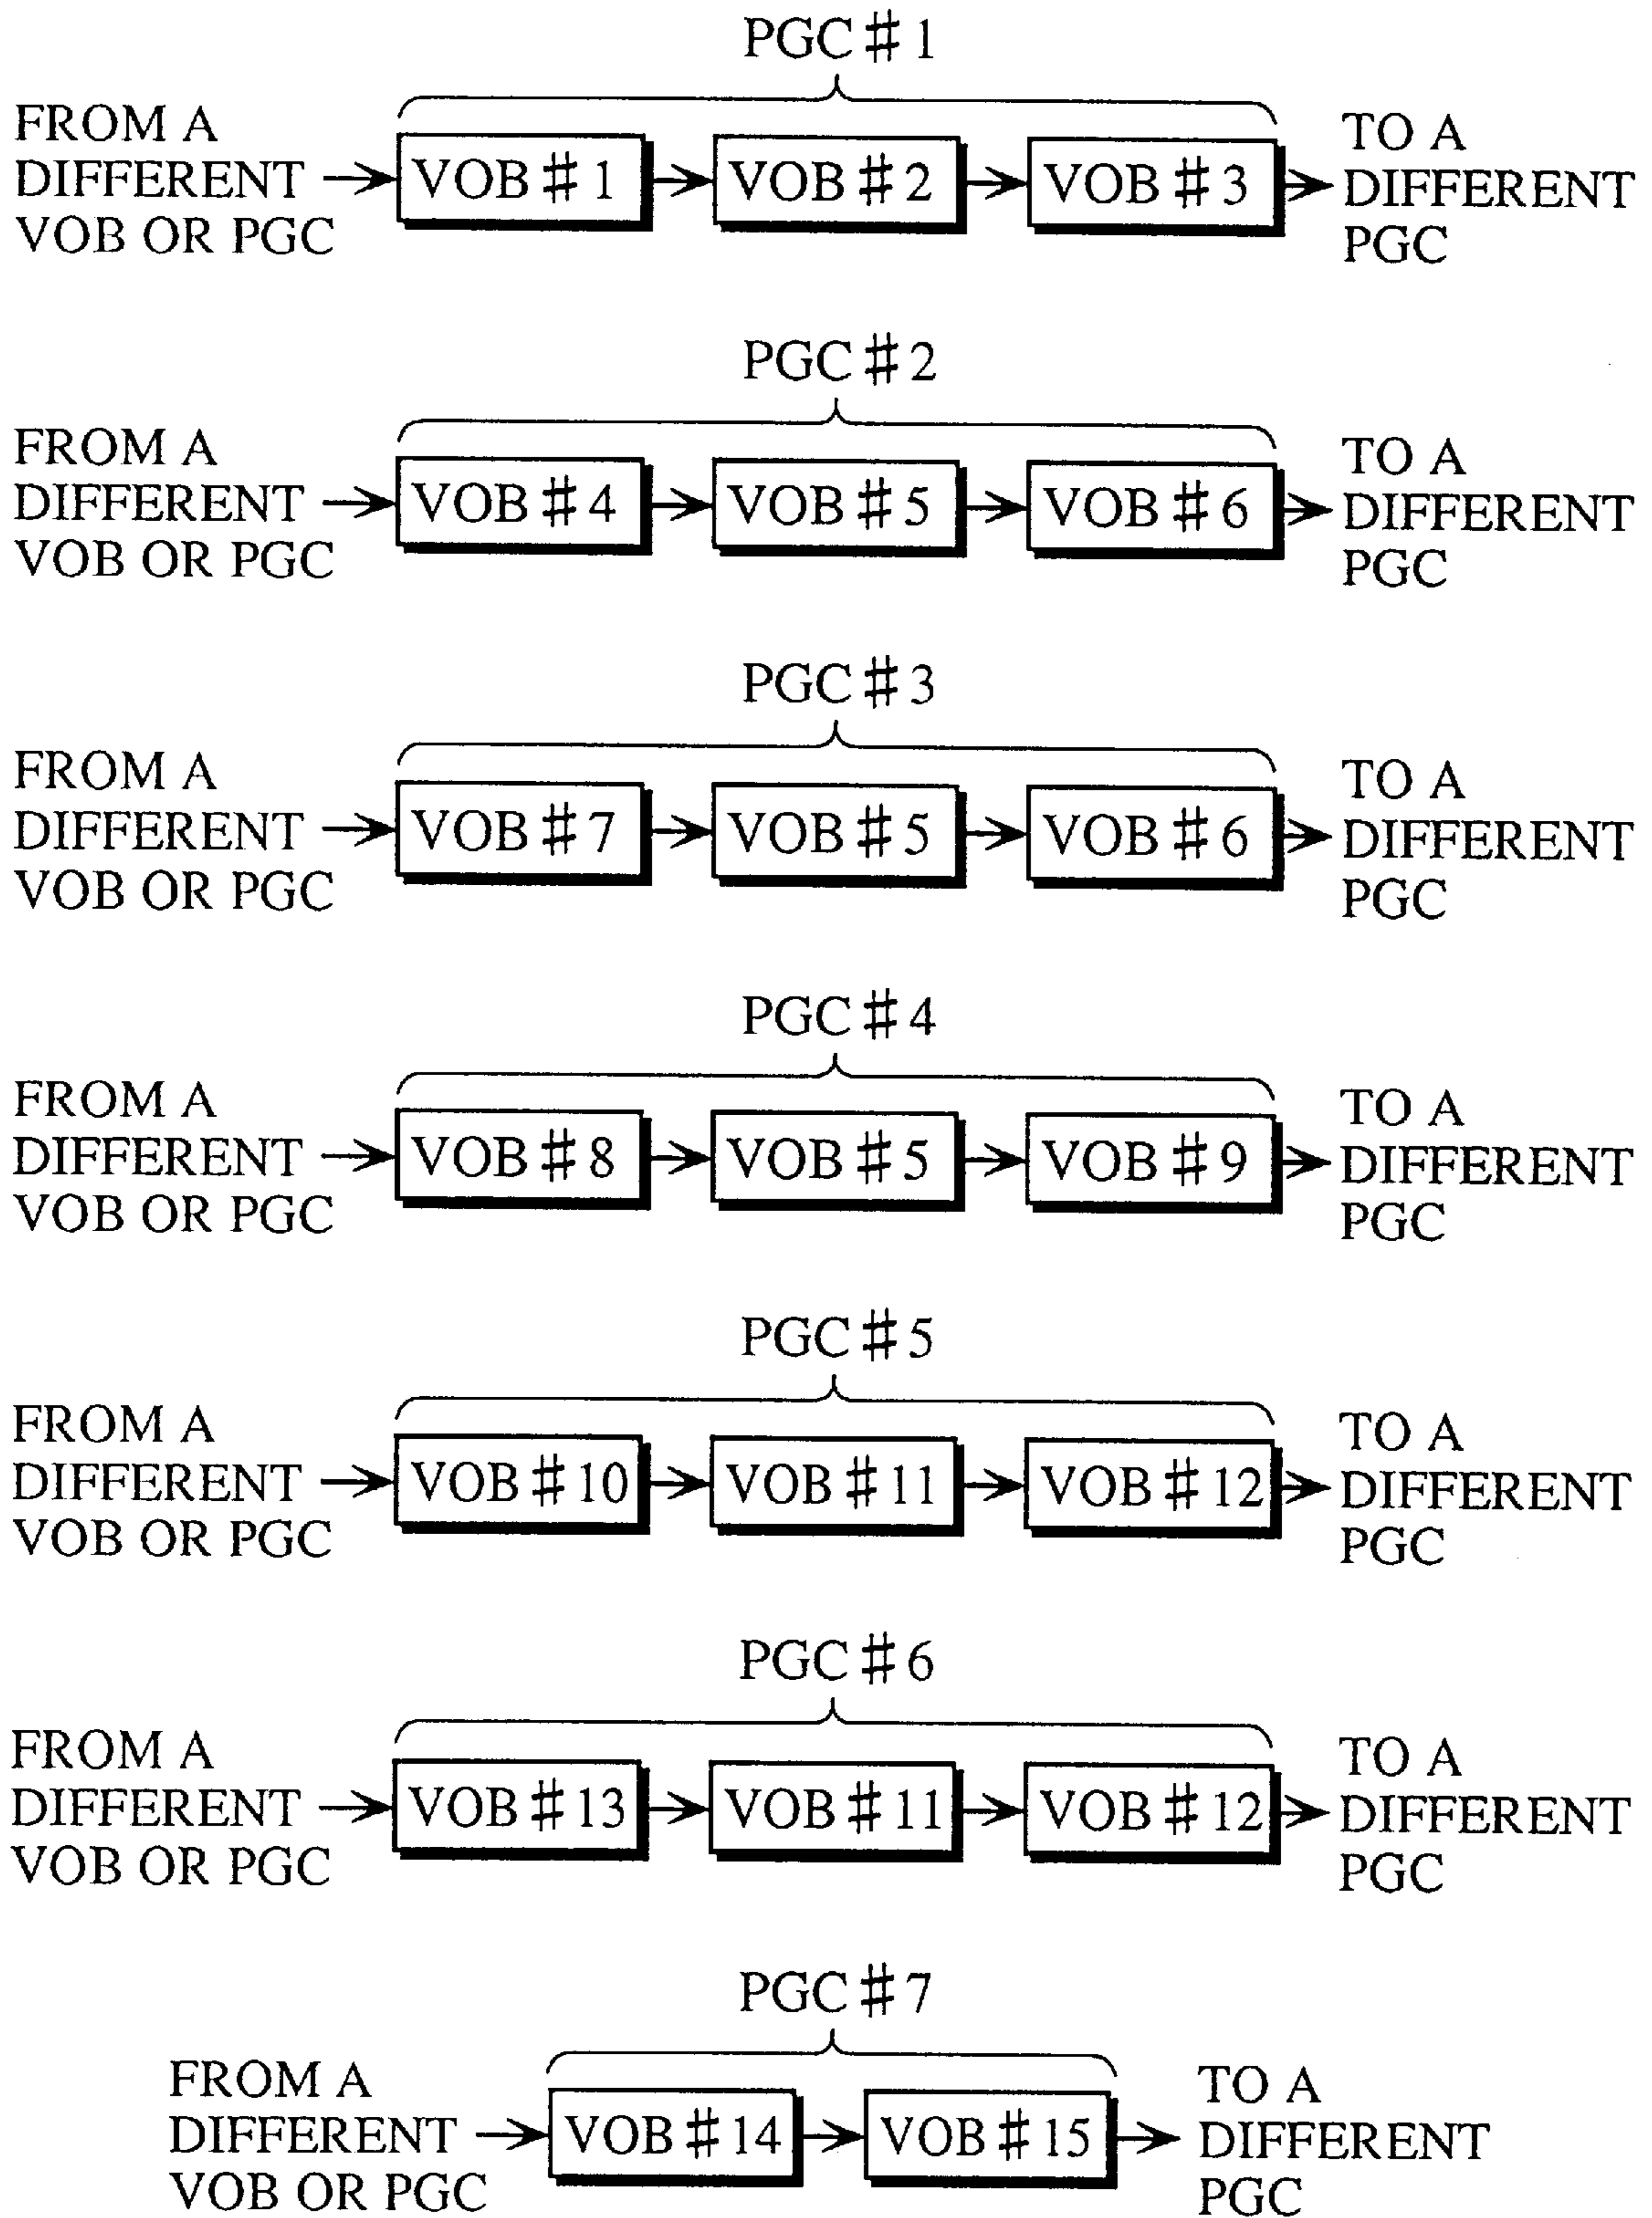 PGC #1
FROM A
DIFFERENT
VOB OR PGC
VOB #1
VOB #2
VOB #3
TO A
DIFFERENT
PGC
PGC #2
FROM A
DIFFERENT
VOB OR PGC
VOB #4
VOB #5
VOB #6
TO A
DIFFERENT
PGC
PGC #3
FROM A
DIFFERENT
VOB OR PGC
VOB #7
VOB #5
VOB #6
TO A
DIFFERENT
PGC
PGC #4
FROM A
DIFFERENT
VOB OR PGC
VOB #8
VOB #5
VOB #9
TO A
DIFFERENT
PGC
PGC #5
FROM A
DIFFERENT
VOB OR PGC
VOB #10
VOB #11
VOB #12
TO A
DIFFERENT
PGC
PGC #6
FROM A
DIFFERENT
VOB OR PGC
VOB #13
VOB #11
VOB #12
TO A
DIFFERENT
PGC
PGC #7
FROM A
DIFFERENT
VOB OR PGC
VOB #14
VOB #15
TO A
DIFFERENT
PGC